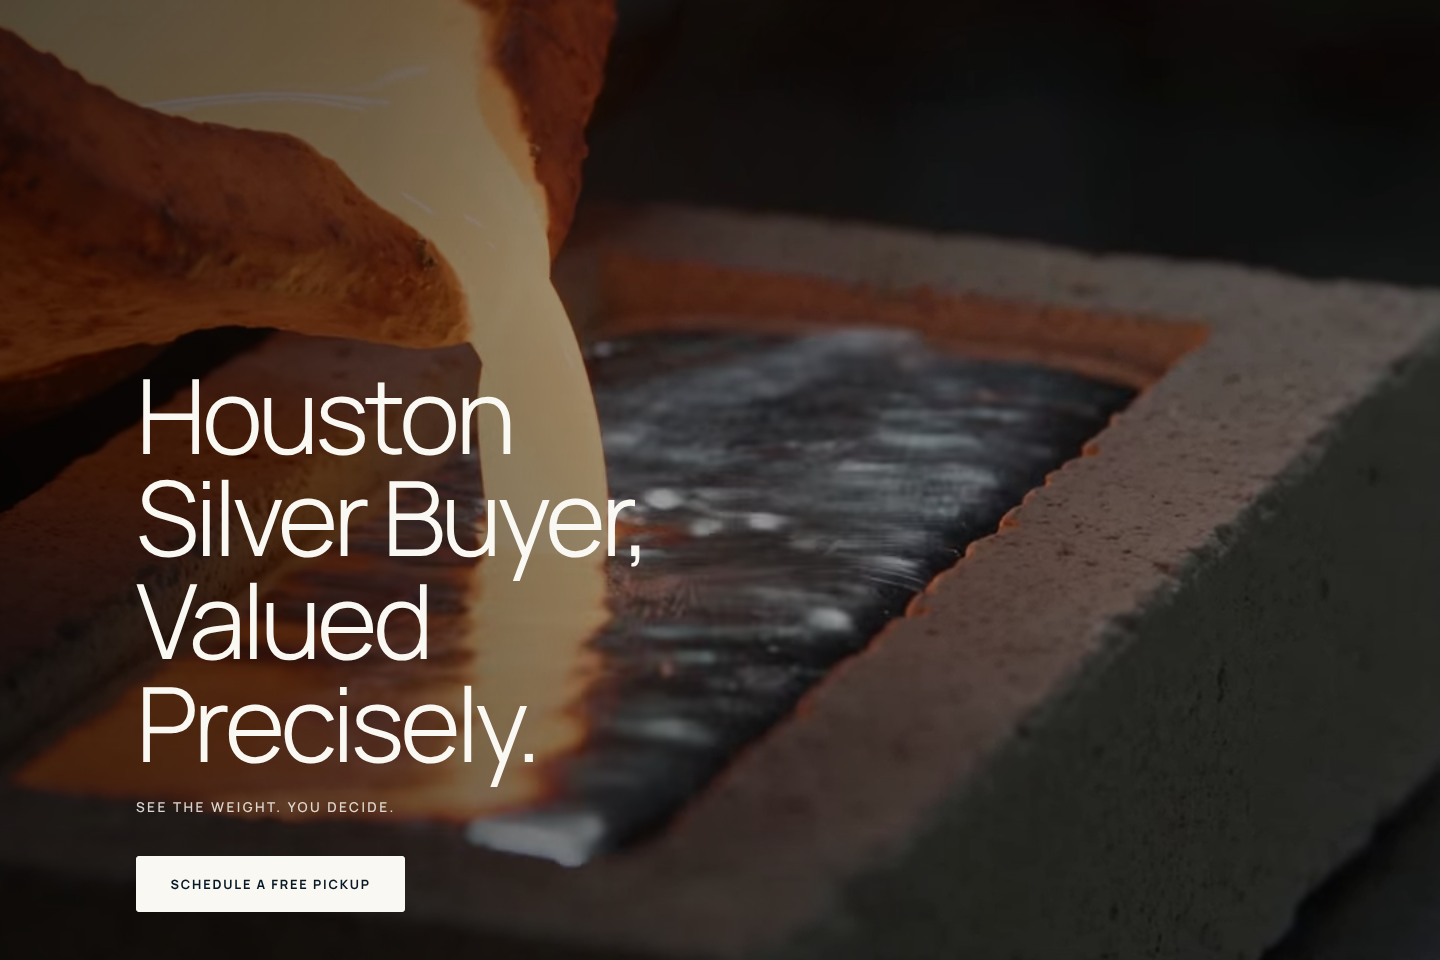 Houston
Silver Buyer,
Valued
Precisely.
SEE THE WEIGHT. YOU DECIDE.
SCHEDULE A FREE PICKUP